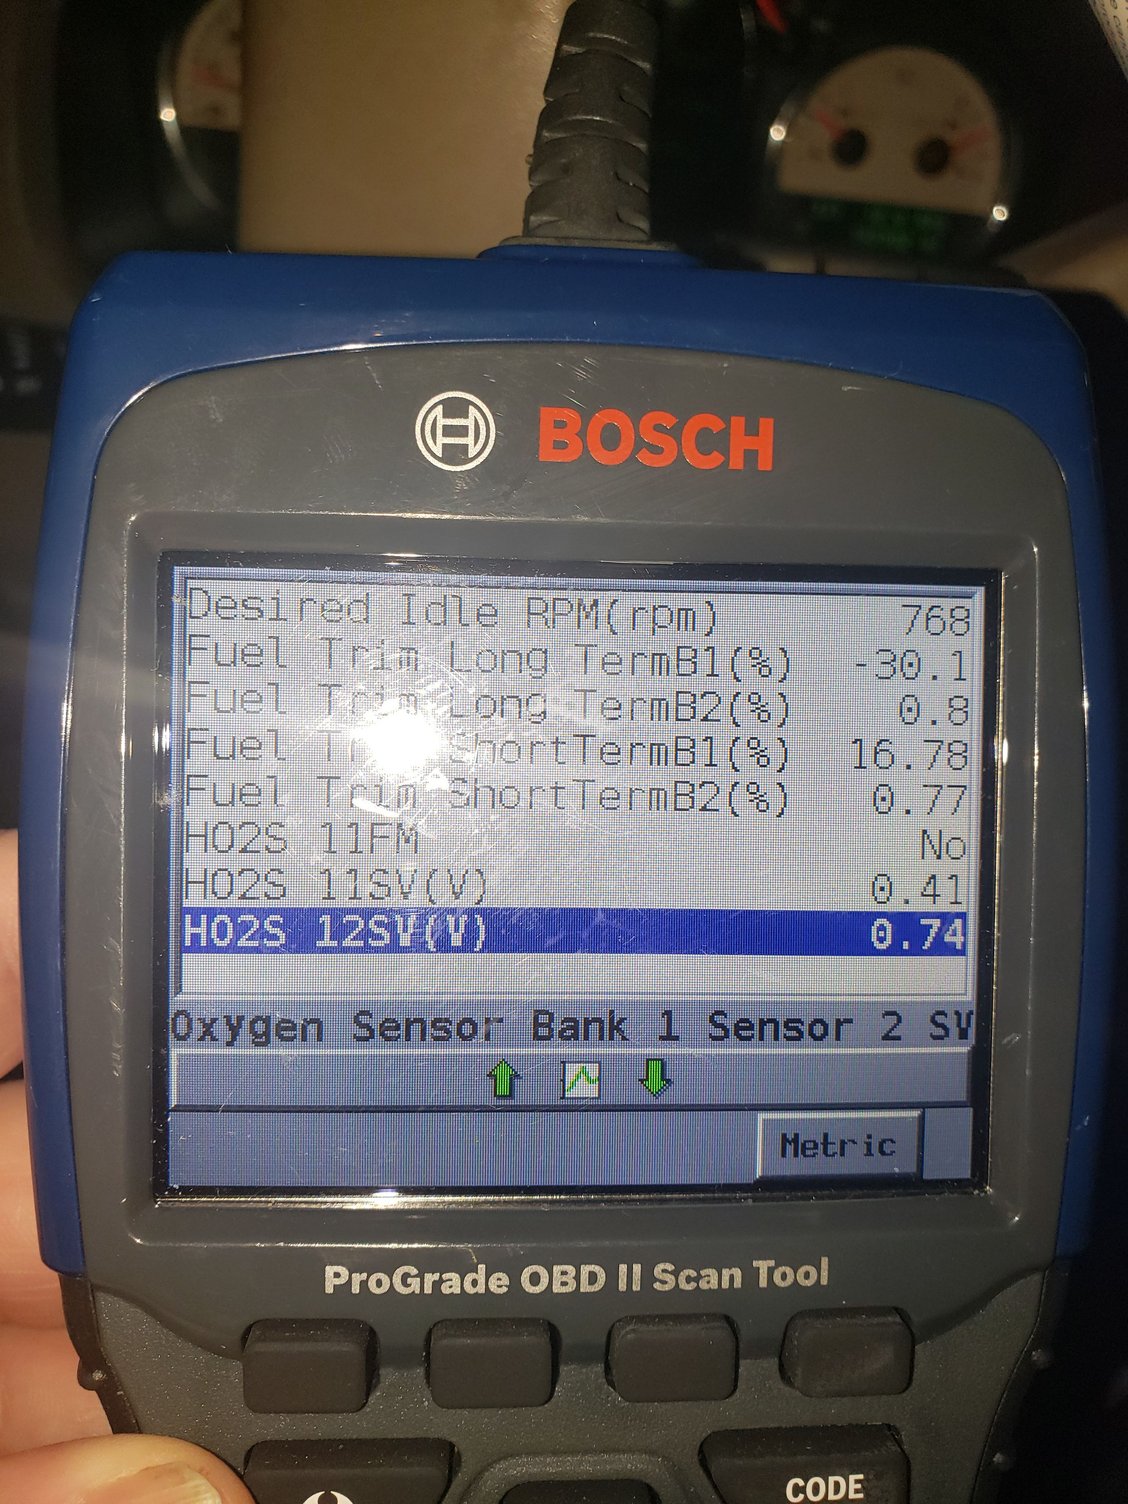 BOSCH
Desired Idle RPM(rpm) 768
Fuel Trim Long TermB1(%) -30.1
Fuel Trim Long TermB2(%) 0.8
Fuel Trim ShortTermB1(%) 16.78
Fuel Trim ShortTermB2(%) 0.77
HO2S 11FM No
HO2S 11SV(V) 0.41
HO2S 12SV(V) 0.74
Oxygen Sensor Bank 1 Sensor 2 SV
Metric
ProGrade OBD II Scan Tool
CODE